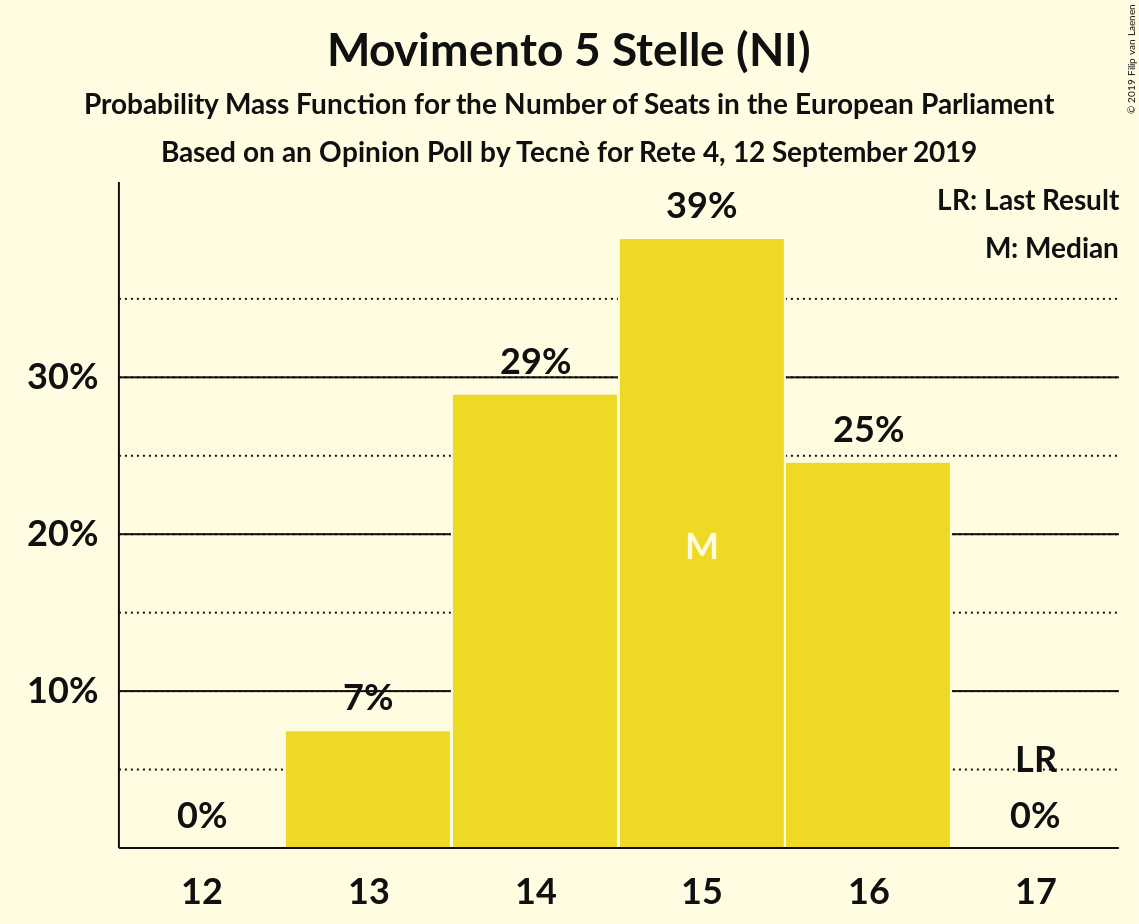 Movimento 5 Stelle (NI)
Probability Mass Function for the Number of Seats in the European Parliament
Based on an Opinion Poll by Tecnè for Rete 4, 12 September 2019
© 2019 Filip van Laenen
LR: Last Result
M: Median
39%
29%
30%
25%
20%
M
10%
7%
LR
0%
0%
12 13 14 15 16 17